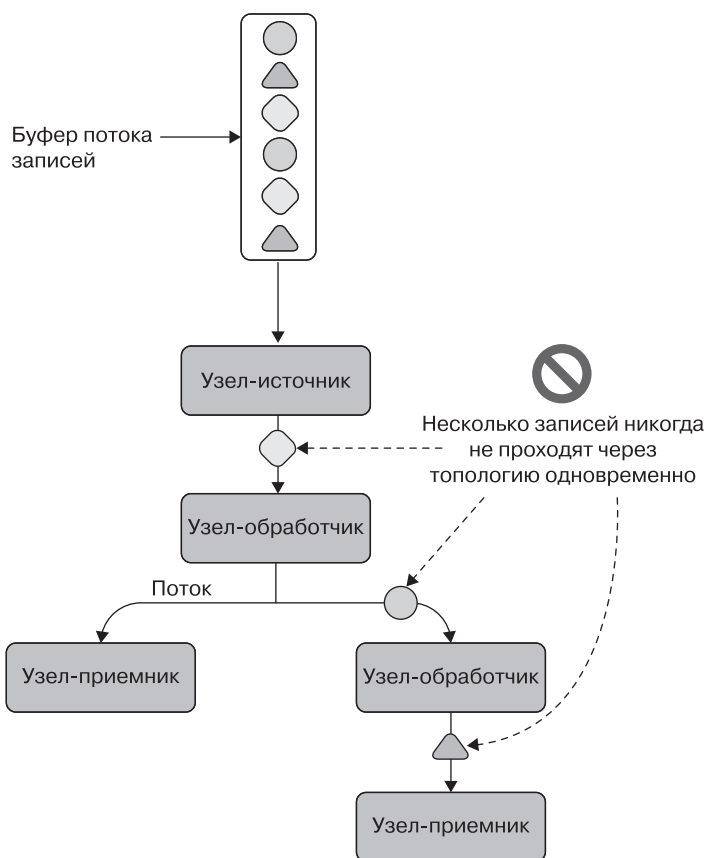 Буфер потока
записей
Узел-источник
Несколько записей никогда
не проходят через
топологию одновременно
Узел-обработчик
Поток
Узел-приемник
Узел-обработчик
Узел-приемник